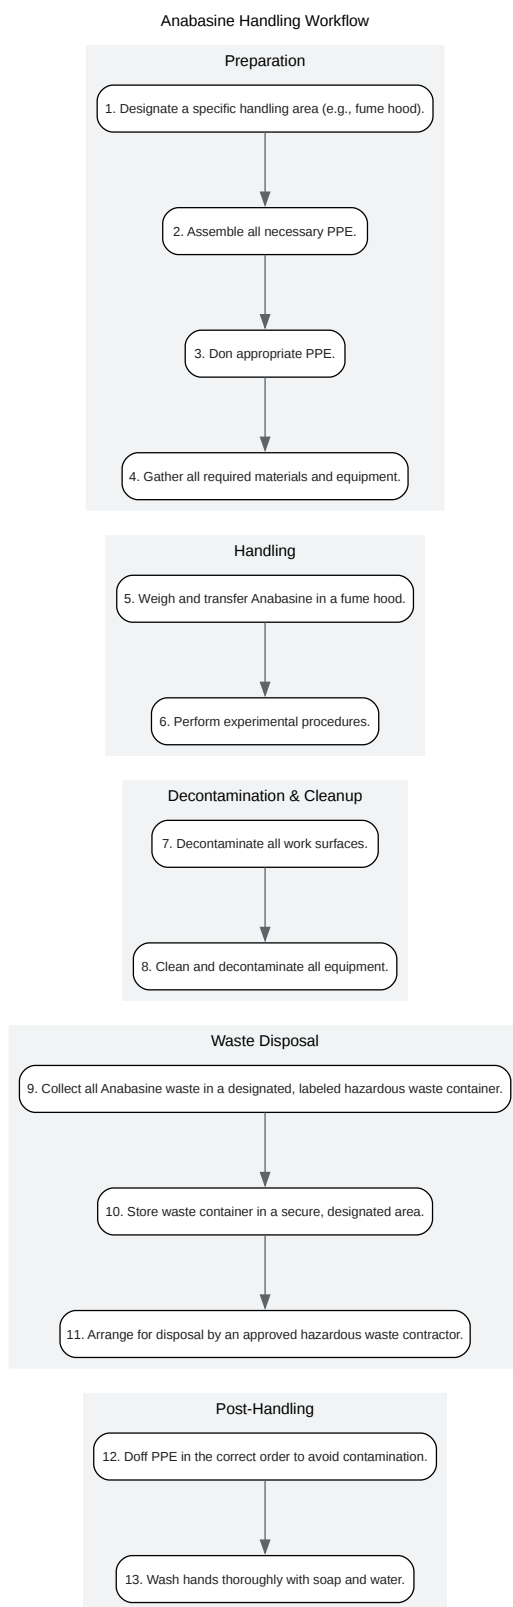 Anabasine Handling Workflow
Preparation
1. Designate a specific handling area (e.g., fume hood).
2. Assemble all necessary PPE.
3. Don appropriate PPE.
4. Gather all required materials and equipment.
Handling
5. Weigh and transfer Anabasine in a fume hood.
6. Perform experimental procedures.
Decontamination & Cleanup
7. Decontaminate all work surfaces.
8. Clean and decontaminate all equipment.
Waste Disposal
9. Collect all Anabasine waste in a designated, labeled hazardous waste container.
10. Store waste container in a secure, designated area.
11. Arrange for disposal by an approved hazardous waste contractor.
Post-Handling
12. Doff PPE in the correct order to avoid contamination.
13. Wash hands thoroughly with soap and water.